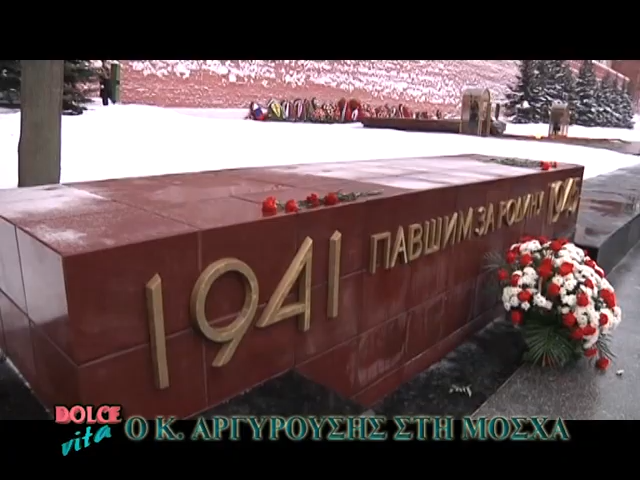 1941 ПАВШИМ ЗА РОДИНУ 1945
DOLCE
vita
Ο Κ. ΑΡΓΥΡΟΥΣΗΣ ΣΤΗ ΜΟΣΧΑ